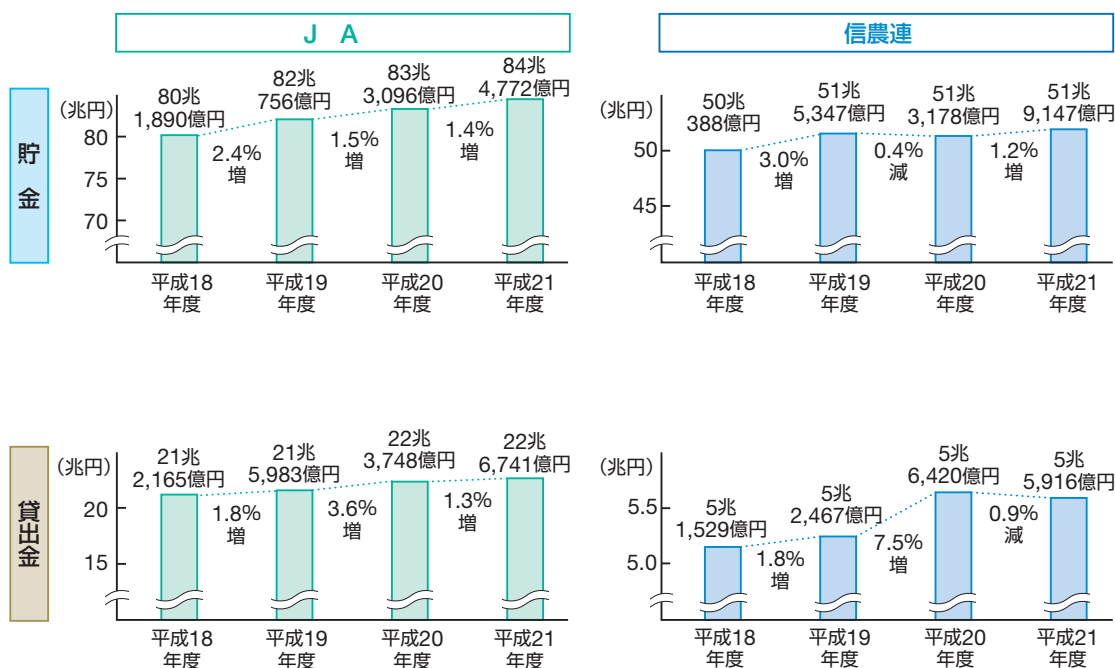 J A
信農連
貯金
(兆円)
80
75
70
80兆
1,890億円
82兆
756億円
83兆
3,096億円
84兆
4,772億円
2.4%
増
1.5%
増
1.4%
増
平成18
年度
平成19
年度
平成20
年度
平成21
年度
(兆円)
50
45
50兆
388億円
51兆
5,347億円
51兆
3,178億円
51兆
9,147億円
3.0%
増
0.4%
減
1.2%
増
平成18
年度
平成19
年度
平成20
年度
平成21
年度
貸出金
(兆円)
20
15
21兆
2,165億円
21兆
5,983億円
22兆
3,748億円
22兆
6,741億円
1.8%
増
3.6%
増
1.3%
増
平成18
年度
平成19
年度
平成20
年度
平成21
年度
(兆円)
5.5
5.0
5兆
1,529億円
5兆
2,467億円
5兆
6,420億円
5兆
5,916億円
1.8%
増
7.5%
増
0.9%
減
平成18
年度
平成19
年度
平成20
年度
平成21
年度